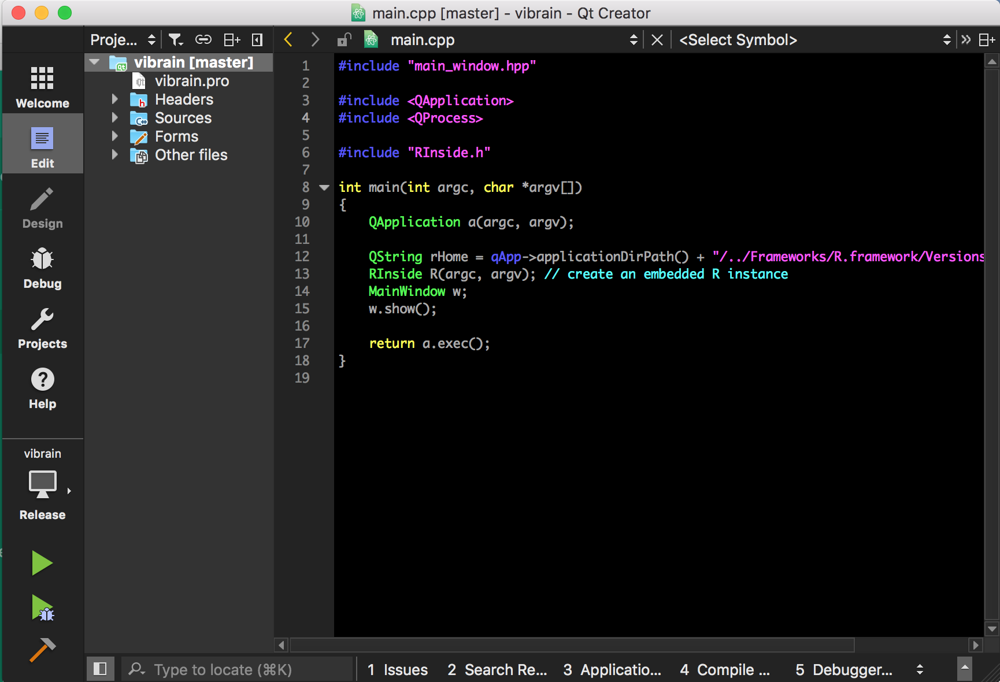 main.cpp [master] - vibrain - Qt Creator
Proje...
main.cpp
<Select Symbol>
Welcome
Edit
Design
Debug
Projects
Help
vibrain
Release
vibrain [master]
vibrain.pro
Headers
Sources
Forms
Other files
1 #include "main_window.hpp"
2
3 #include <QApplication>
4 #include <QProcess>
5
6 #include "RInside.h"
7
8 int main(int argc, char *argv[])
9 {
10 QApplication a(argc, argv);
11
12 QString rHome = qApp->applicationDirPath() + "/../Frameworks/R.framework/Versions
13 RInside R(argc, argv); // create an embedded R instance
14 MainWindow w;
15 w.show();
16
17 return a.exec();
18 }
19
Type to locate (⌘K)
1 Issues
2 Search Re...
3 Applicatio...
4 Compile ...
5 Debugger...